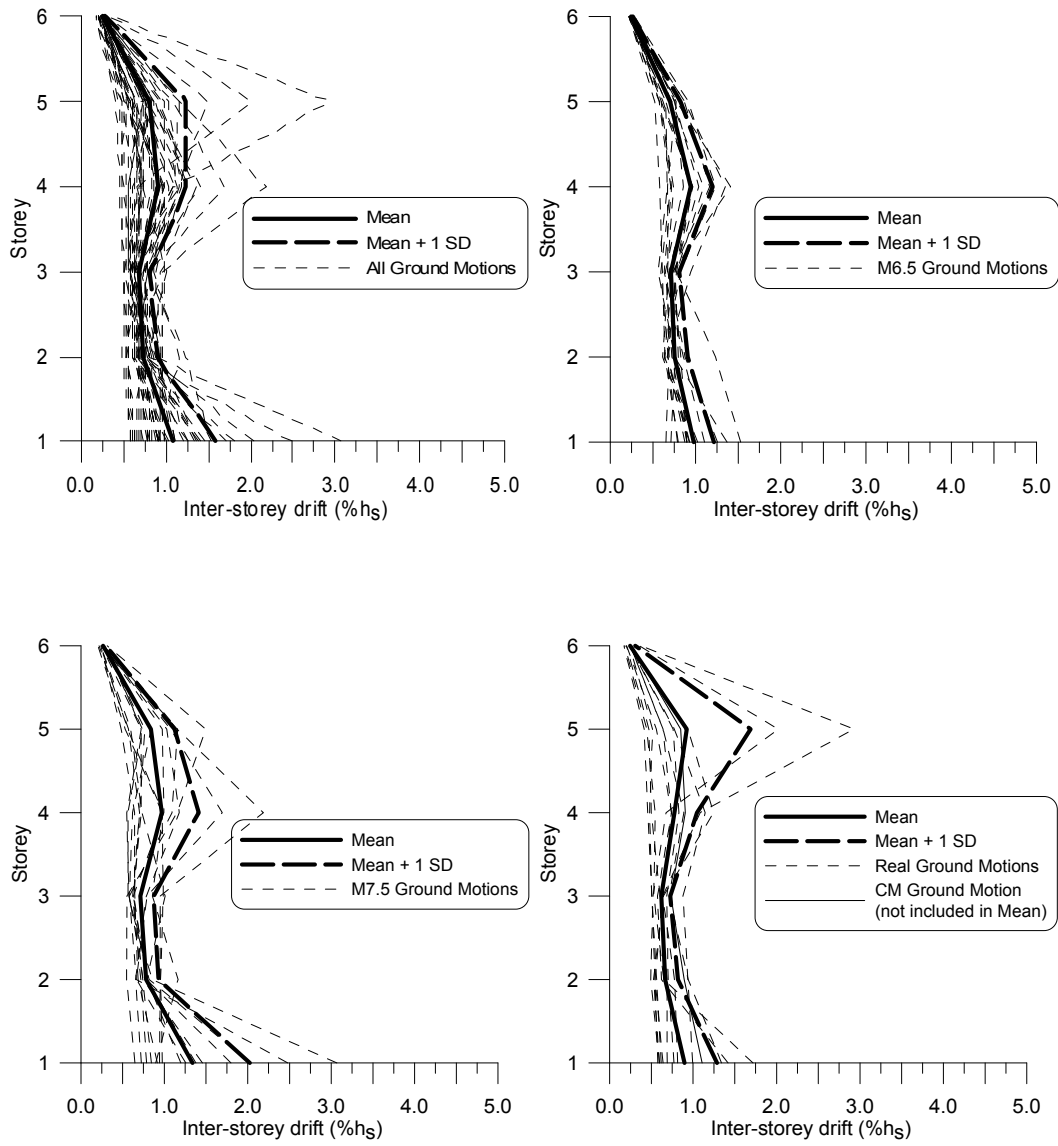 6
5
4
3
2
1
Storey
Mean
Mean + 1 SD
All Ground Motions
0.0 1.0 2.0 3.0 4.0 5.0
Inter-storey drift (%hs)
6
5
4
3
2
1
Storey
Mean
Mean + 1 SD
M6.5 Ground Motions
0.0 1.0 2.0 3.0 4.0 5.0
Inter-storey drift (%hs)
6
5
4
3
2
1
Storey
Mean
Mean + 1 SD
M7.5 Ground Motions
0.0 1.0 2.0 3.0 4.0 5.0
Inter-storey drift (%hs)
6
5
4
3
2
1
Storey
Mean
Mean + 1 SD
Real Ground Motions
CM Ground Motion
(not included in Mean)
0.0 1.0 2.0 3.0 4.0 5.0
Inter-storey drift (%hs)